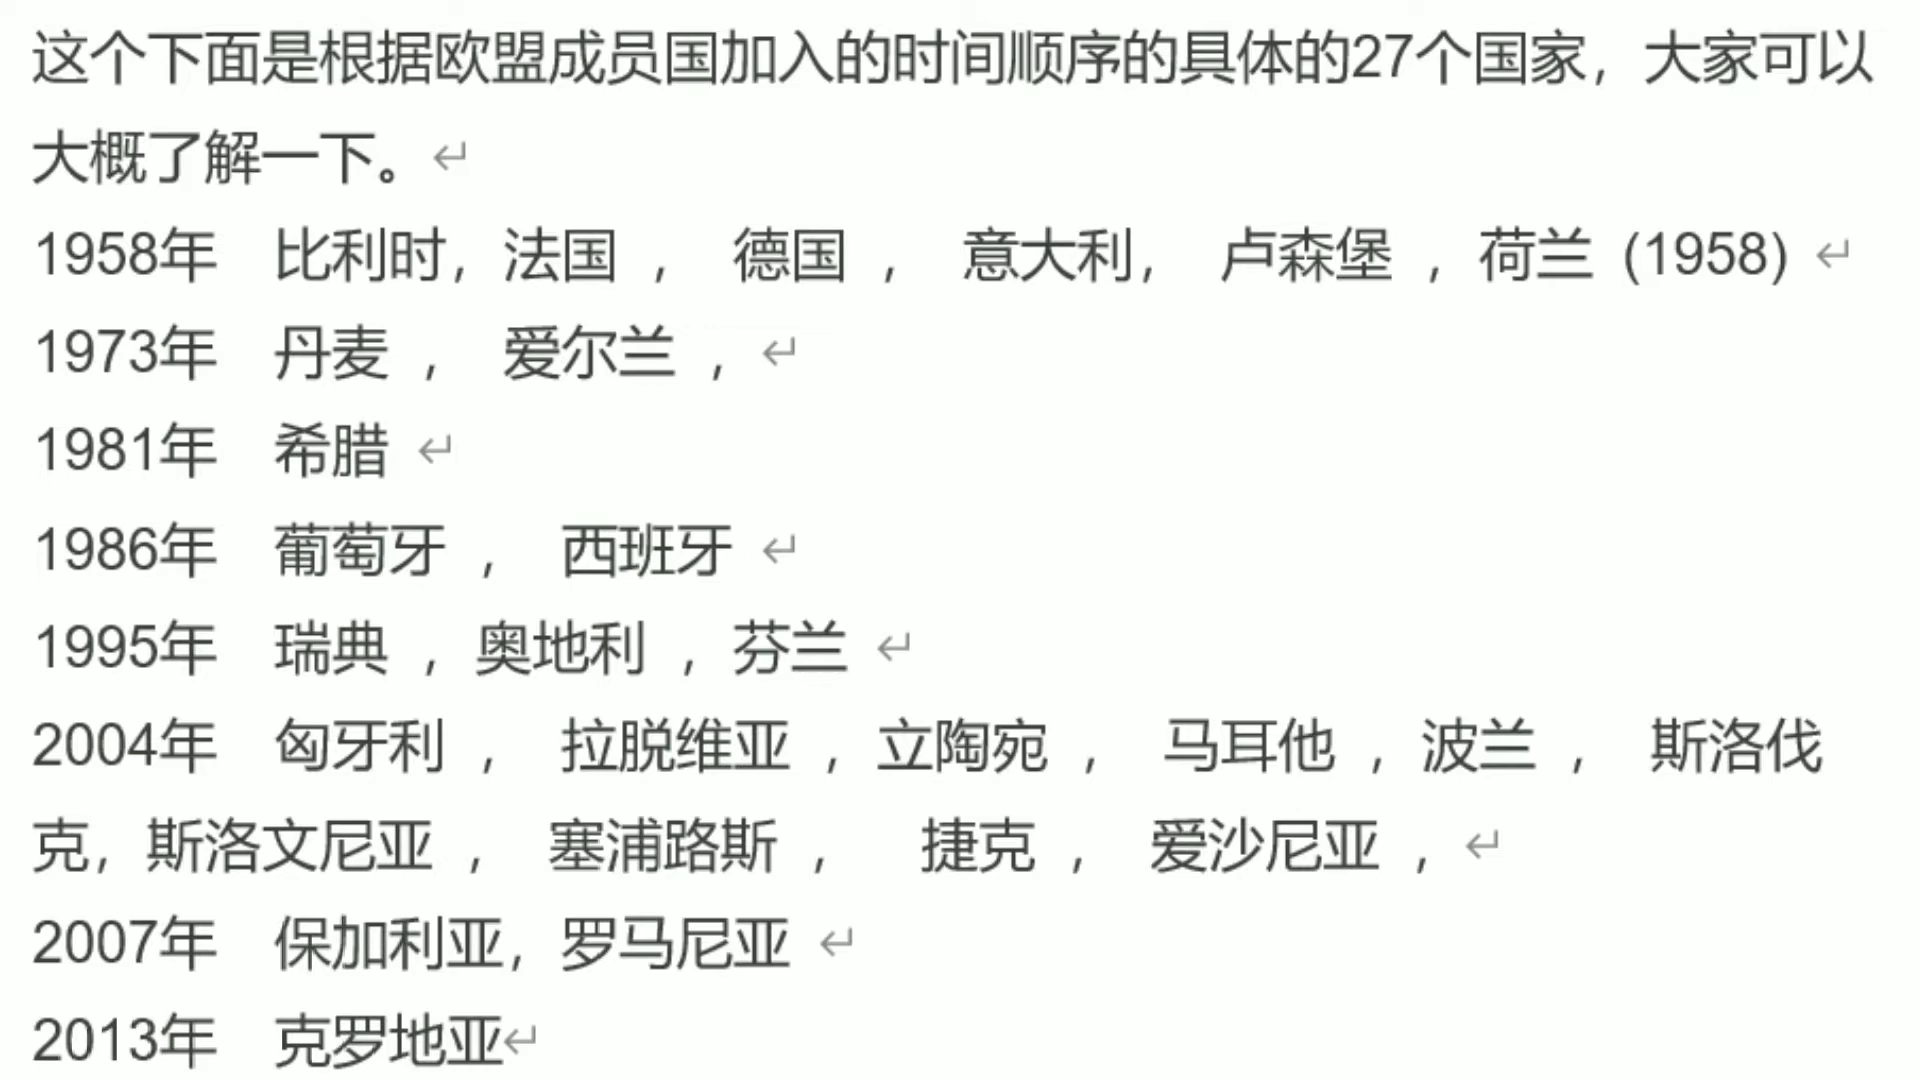 这个下面是根据欧盟成员国加入的时间顺序的具体的27个国家，大家可以
大概了解一下。
1958年 比利时，法国 ， 德国 ， 意大利， 卢森堡 ，荷兰 (1958)
1973年 丹麦 ， 爱尔兰 ，
1981年 希腊
1986年 葡萄牙 ， 西班牙
1995年 瑞典 ，奥地利 ，芬兰
2004年 匈牙利 ， 拉脱维亚 ，立陶宛 ， 马耳他 ，波兰 ， 斯洛伐
克，斯洛文尼亚 ， 塞浦路斯 ， 捷克 ， 爱沙尼亚 ，
2007年 保加利亚，罗马尼亚
2013年 克罗地亚